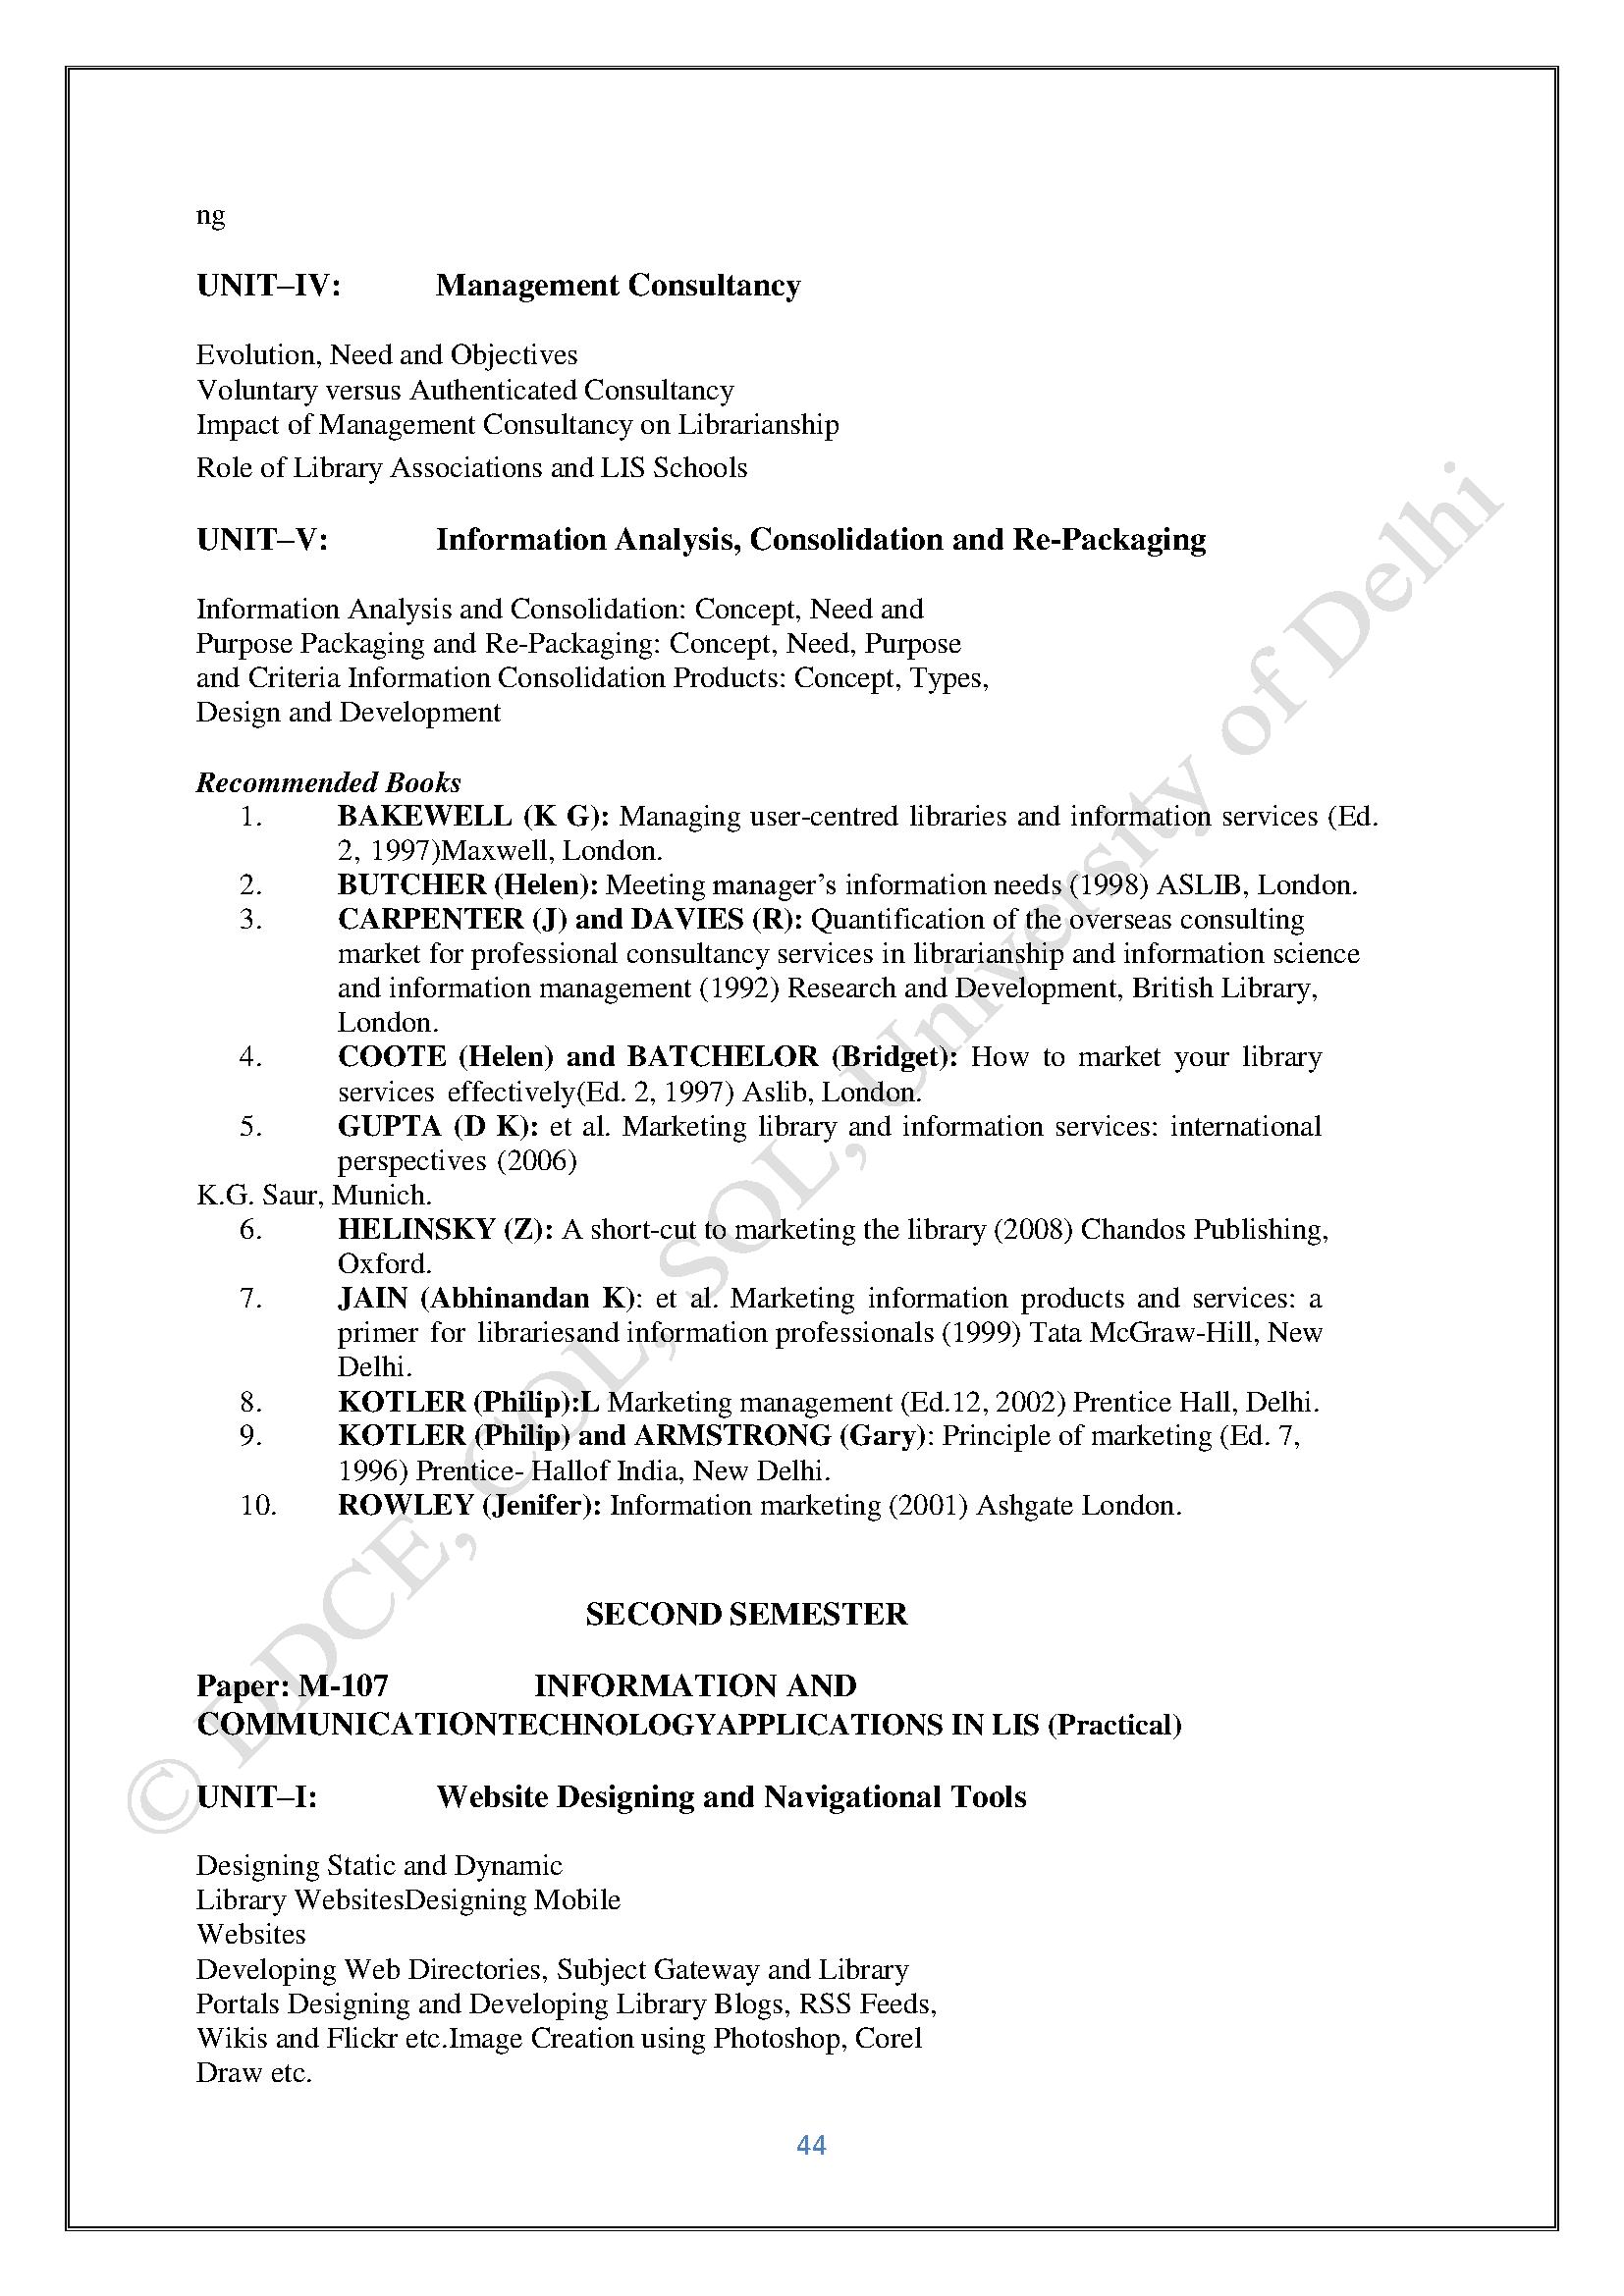 ng
UNIT–IV: Management Consultancy
Evolution, Need and Objectives
Voluntary versus Authenticated Consultancy
Impact of Management Consultancy on Librarianship
Role of Library Associations and LIS Schools
UNIT–V: Information Analysis, Consolidation and Re-Packaging
Information Analysis and Consolidation: Concept, Need and
Purpose Packaging and Re-Packaging: Concept, Need, Purpose
and Criteria Information Consolidation Products: Concept, Types,
Design and Development
Recommended Books
1. BAKEWELL (K G): Managing user-centred libraries and information services (Ed.
2, 1997)Maxwell, London.
2. BUTCHER (Helen): Meeting manager’s information needs (1998) ASLIB, London.
3. CARPENTER (J) and DAVIES (R): Quantification of the overseas consulting
market for professional consultancy services in librarianship and information science
and information management (1992) Research and Development, British Library,
London.
4. COOTE (Helen) and BATCHELOR (Bridget): How to market your library
services effectively(Ed. 2, 1997) Aslib, London.
5. GUPTA (D K): et al. Marketing library and information services: international
perspectives (2006)
K.G. Saur, Munich.
6. HELINSKY (Z): A short-cut to marketing the library (2008) Chandos Publishing,
Oxford.
7. JAIN (Abhinandan K): et al. Marketing information products and services: a
primer for librariesand information professionals (1999) Tata McGraw-Hill, New
Delhi.
8. KOTLER (Philip):L Marketing management (Ed.12, 2002) Prentice Hall, Delhi.
9. KOTLER (Philip) and ARMSTRONG (Gary): Principle of marketing (Ed. 7,
1996) Prentice- Hallof India, New Delhi.
10. ROWLEY (Jenifer): Information marketing (2001) Ashgate London.
SECOND SEMESTER
Paper: M-107 INFORMATION AND
COMMUNICATIONTECHNOLOGYAPPLICATIONS IN LIS (Practical)
UNIT–I: Website Designing and Navigational Tools
Designing Static and Dynamic
Library WebsitesDesigning Mobile
Websites
Developing Web Directories, Subject Gateway and Library
Portals Designing and Developing Library Blogs, RSS Feeds,
Wikis and Flickr etc.Image Creation using Photoshop, Corel
Draw etc.
44
© DDCE, COL, SOL, University of Delhi